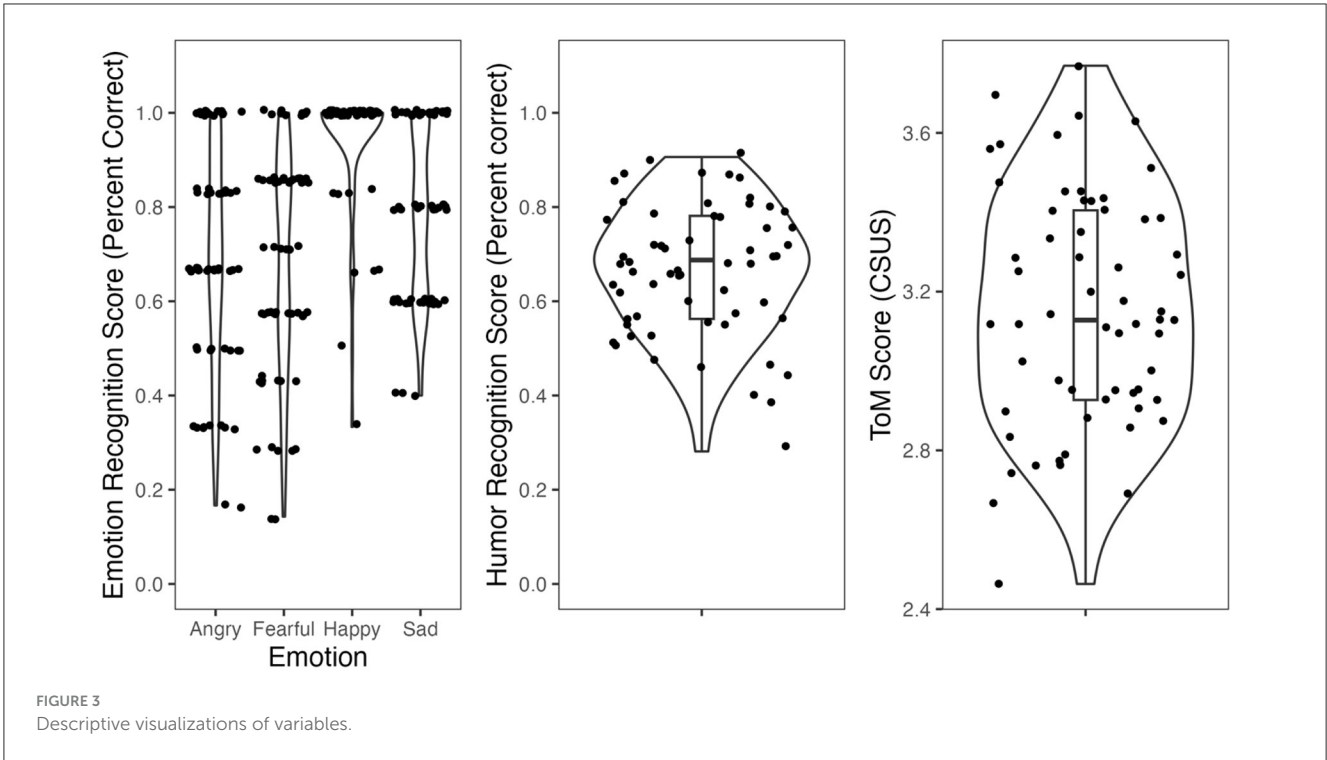 Emotion Recognition Score (Percent Correct)
1.0
0.8
0.6
0.4
0.2
0.0
Angry Fearful Happy Sad
Emotion
Humor Recognition Score (Percent correct)
1.0
0.8
0.6
0.4
0.2
0.0
ToM Score (CSUS)
3.6
3.2
2.8
2.4
FIGURE 3
Descriptive visualizations of variables.